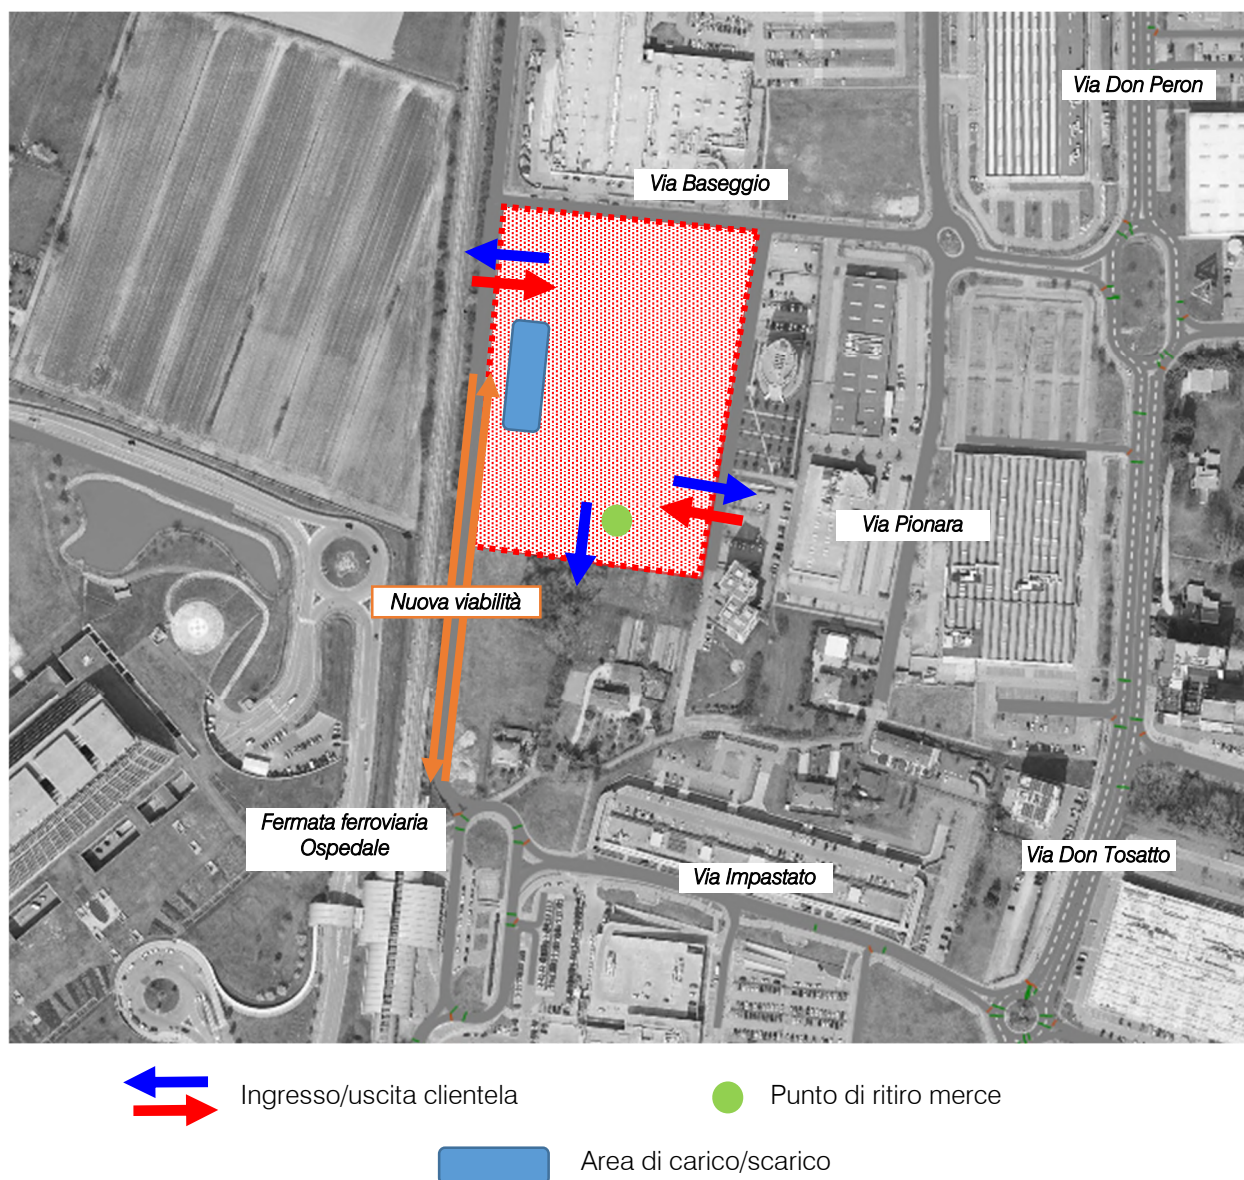 Via Don Peron
Via Baseggio
Via Pionara
Nuova viabilità
Fermata ferroviaria
Ospedale
Via Impastato
Via Don Tosatto
Ingresso/uscita clientela
Punto di ritiro merce
Area di carico/scarico